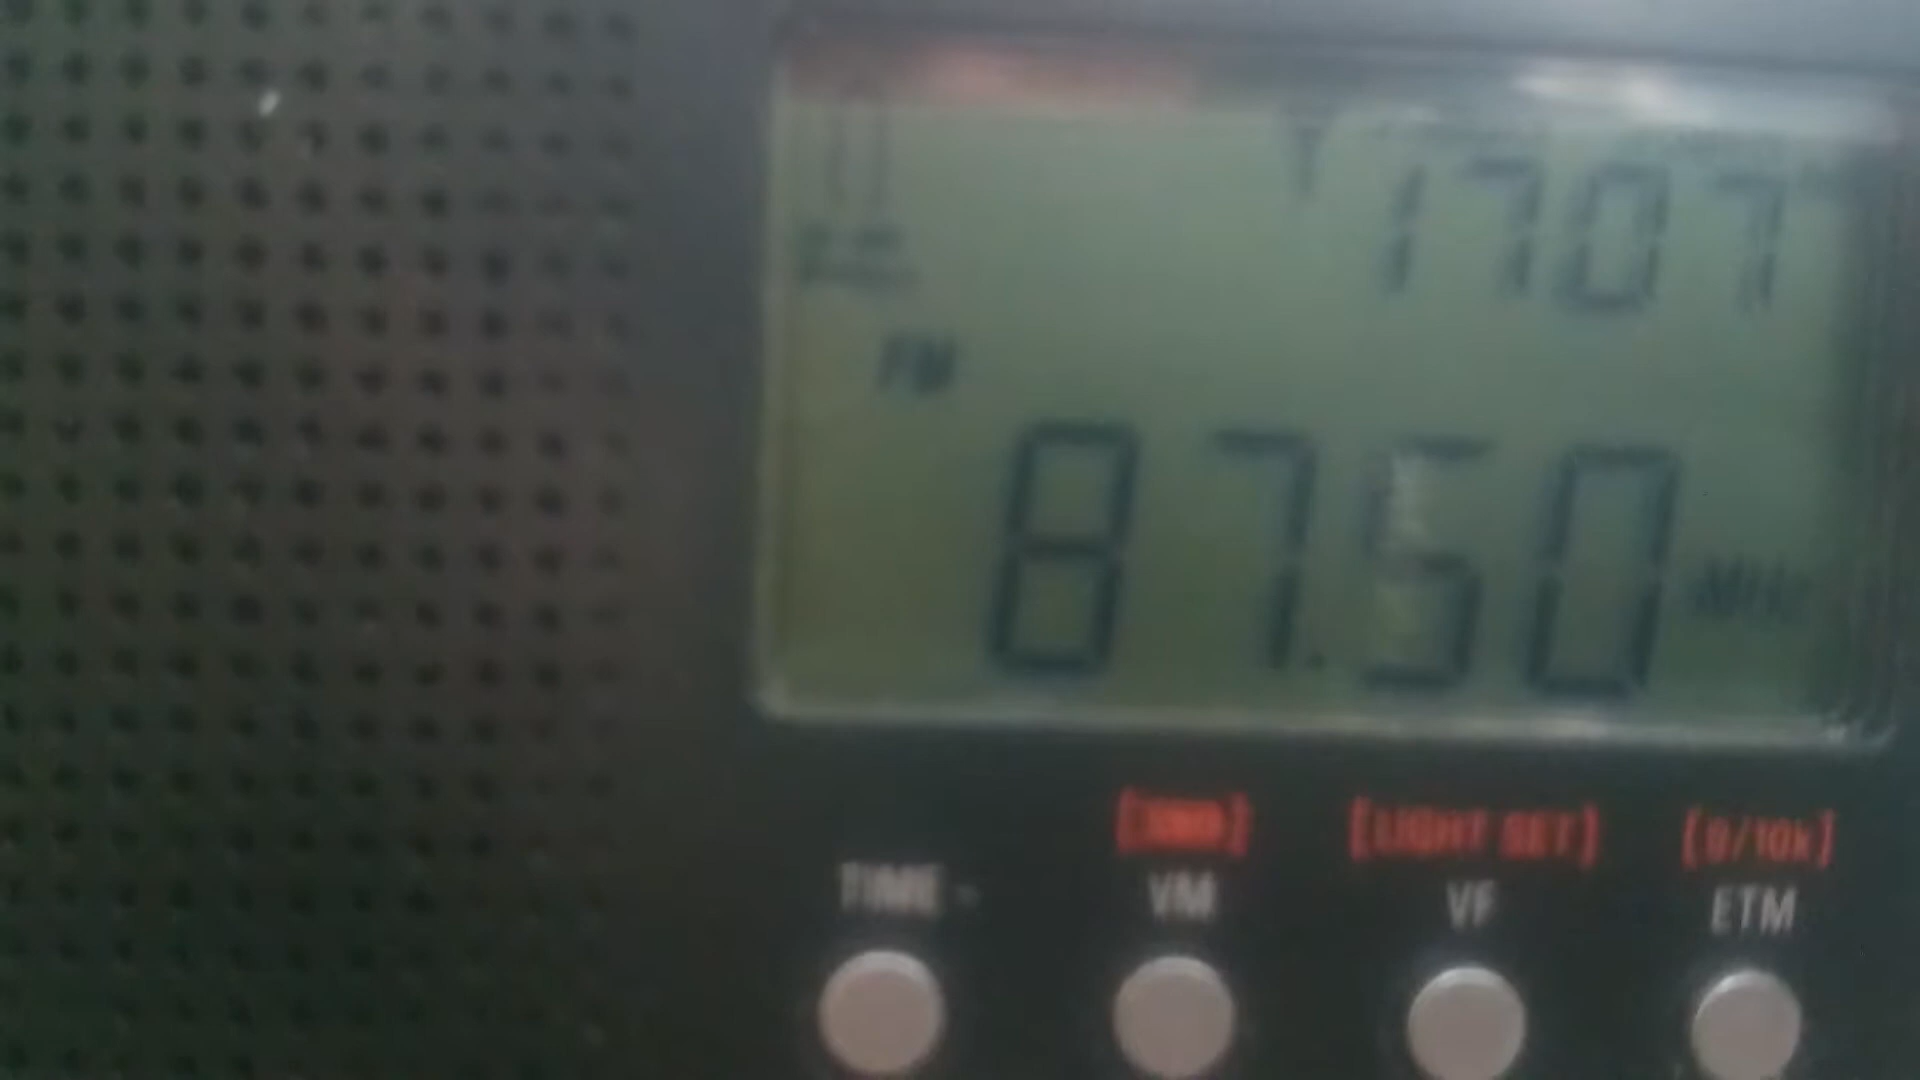 1707
FM
87.50 MHz
[LIGHT SET] [9/10k]
TIME VM VF ETM